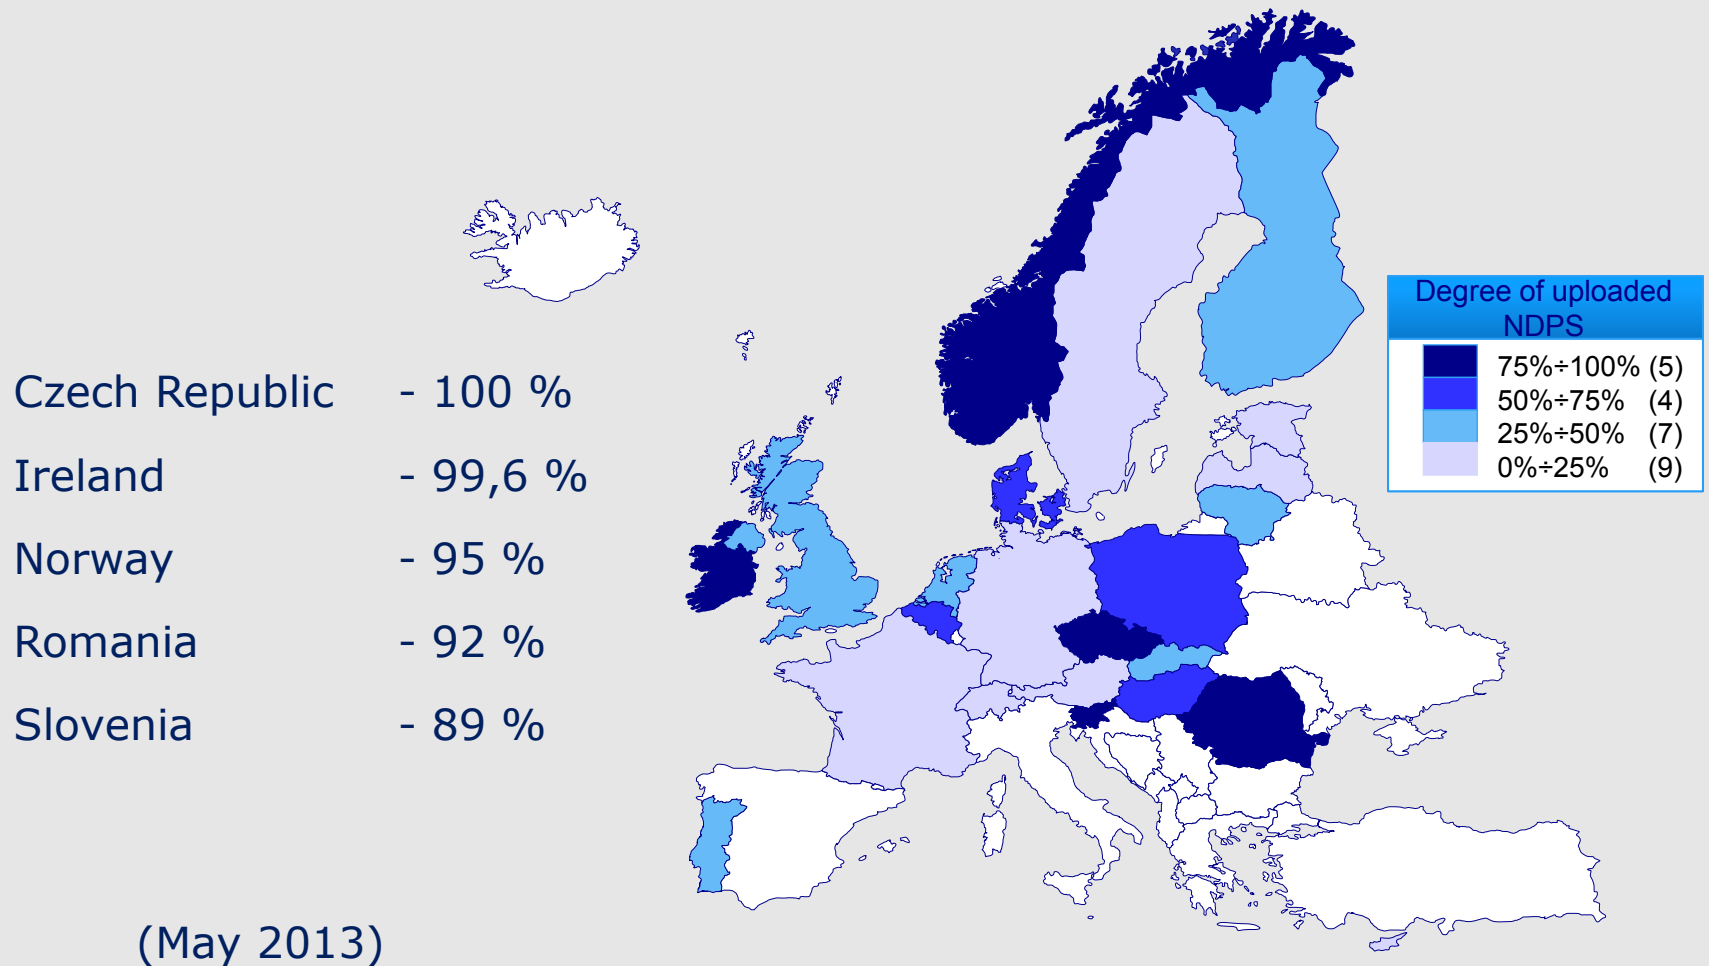 Czech Republic - 100 %
Ireland - 99,6 %
Norway - 95 %
Romania - 92 %
Slovenia - 89 %
(May 2013)
Degree of uploaded
NDPS
75%÷100% (5)
50%÷75% (4)
25%÷50% (7)
0%÷25% (9)